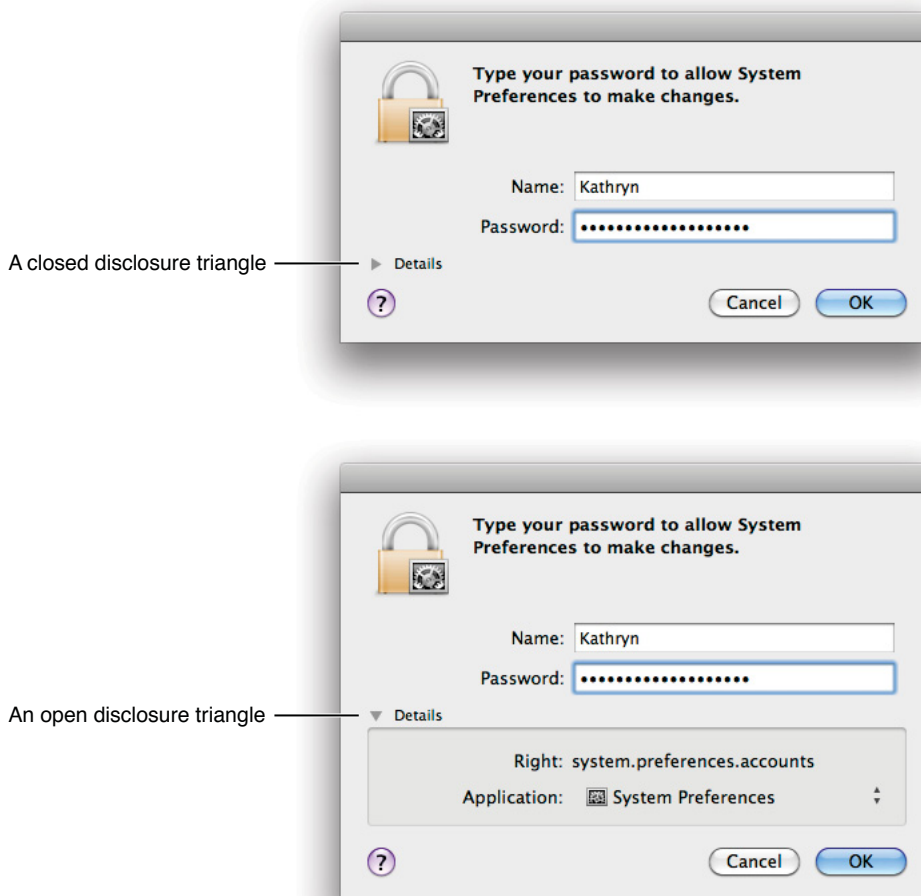 Type your password to allow System
Preferences to make changes.
Name: Kathryn
Password: •••••••••••••••••••
A closed disclosure triangle
Details
?
Cancel OK
Type your password to allow System
Preferences to make changes.
Name: Kathryn
Password: •••••••••••••••••••
An open disclosure triangle
Details
Right: system.preferences.accounts
Application: System Preferences
?
Cancel OK